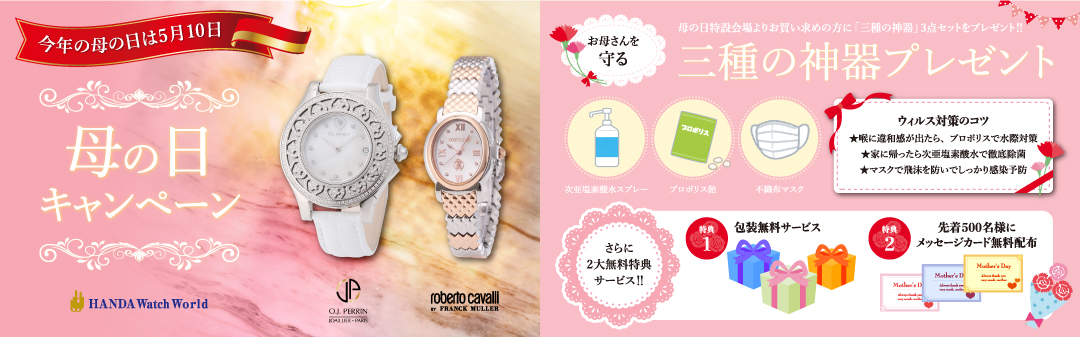 今年の母の日は5月10日
母の日
キャンペーン
HANDA Watch World
O.J. PERRIN
JOAILLIER - PARIS
roberto cavalli
BY FRANCK MULLER
母の日特設会場よりお買い求めの方に「三種の神器」3点セットをプレゼント!!
お母さんを
守る
三種の神器プレゼント
プロポリス
次亜塩素酸水スプレー
プロポリス飴
不織布マスク
ウィルス対策のコツ
★喉に違和感が出たら、プロポリスで水際対策
★家に帰ったら次亜塩素酸水で徹底除菌
★マスクで飛沫を防いでしっかり感染予防
さらに
2大無料特典
サービス!!
特典
1
包装無料サービス
特典
2
先着500名様に
メッセージカード無料配布
Mother's Day
Mother's Day
Mother's Day